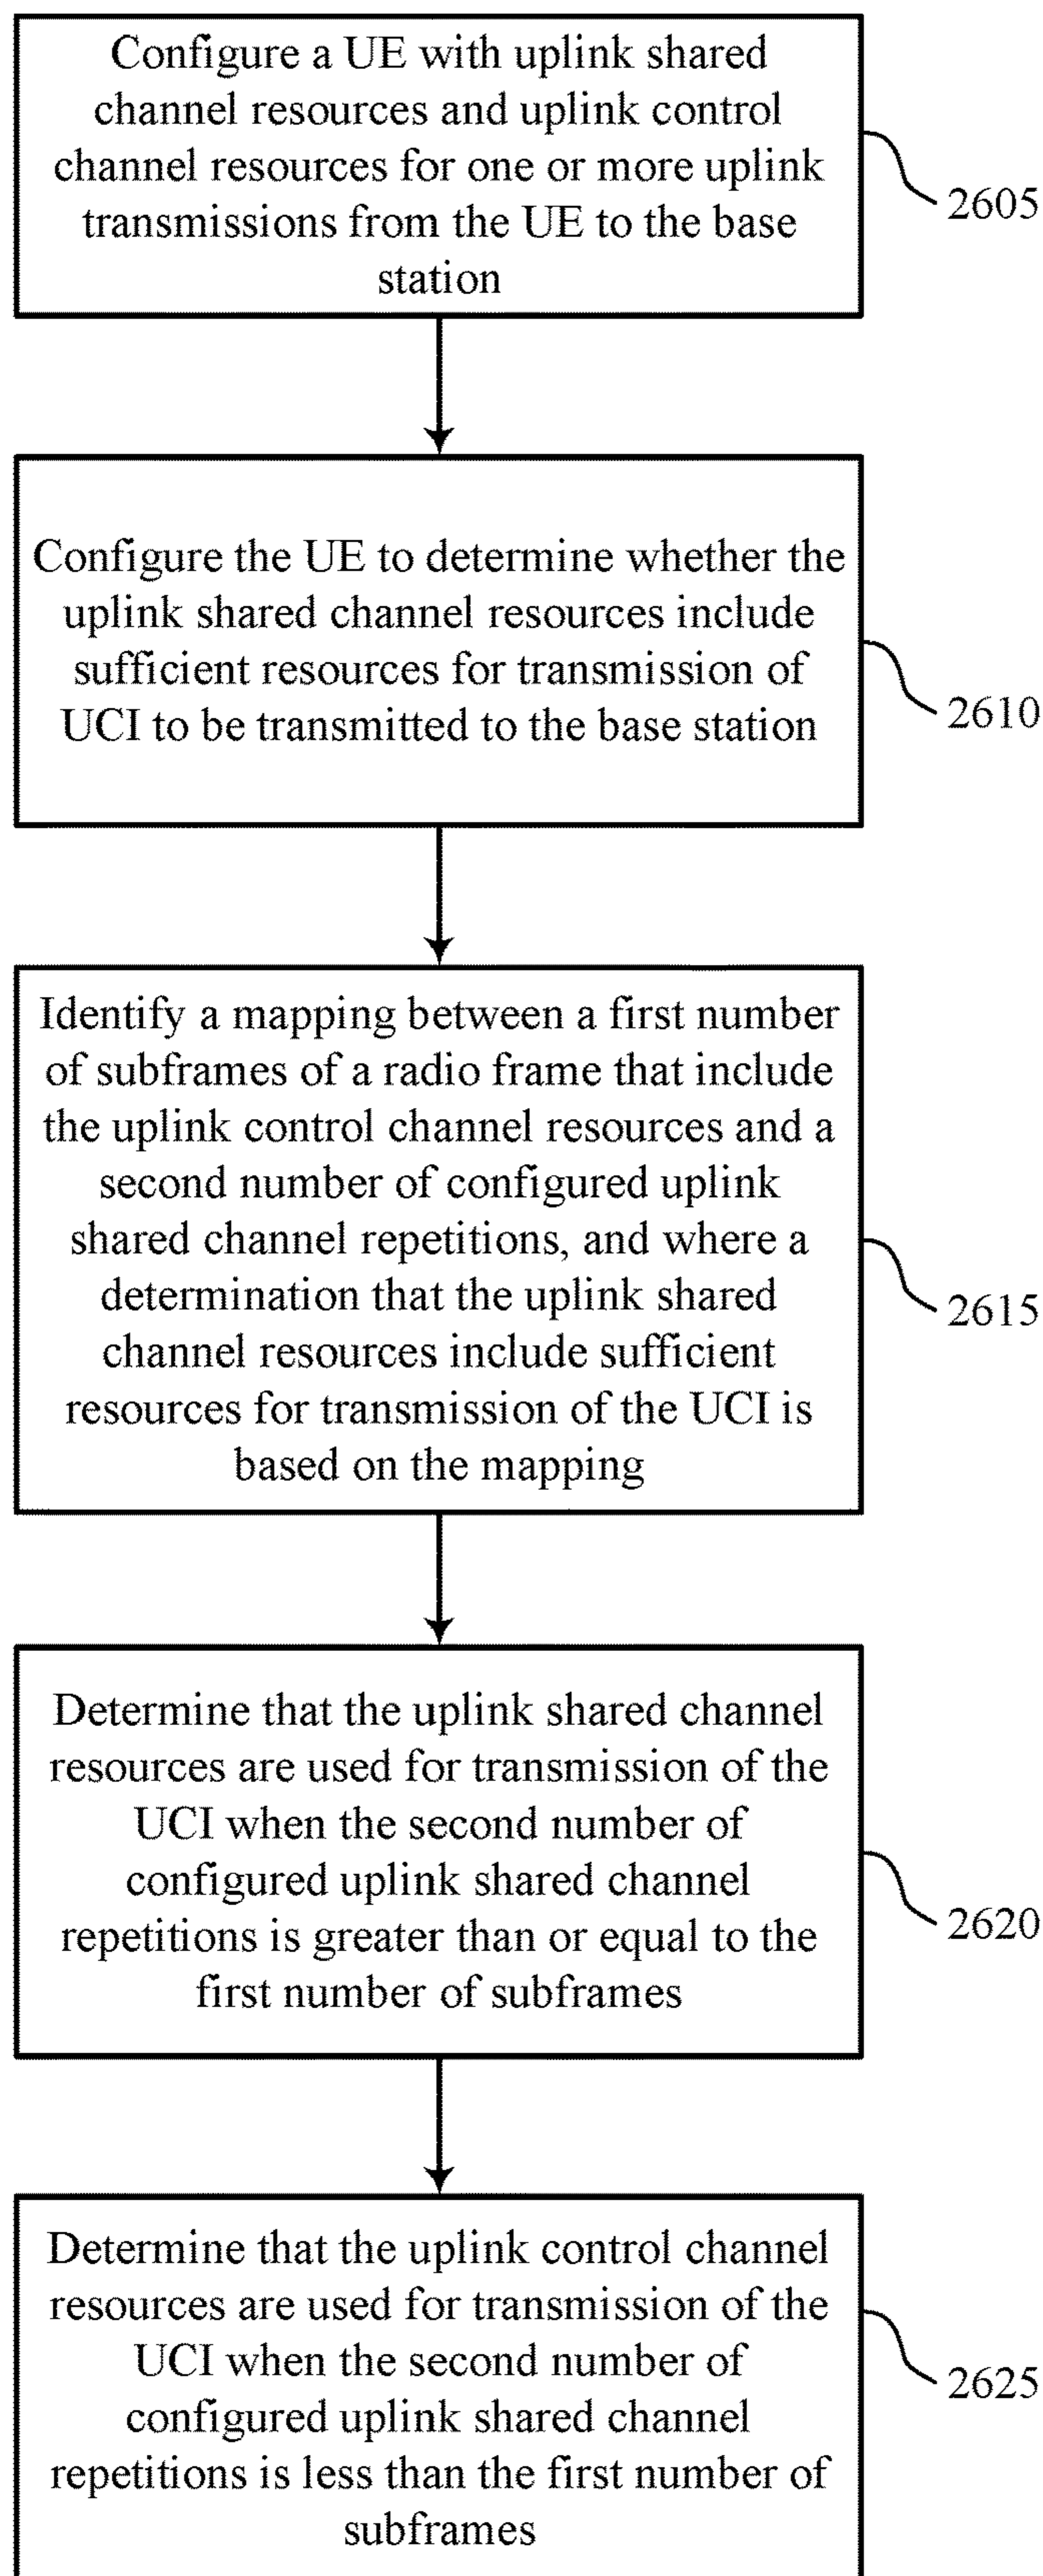 Configure a UE with uplink shared
channel resources and uplink control
channel resources for one or more uplink
transmissions from the UE to the base
station
2605
Configure the UE to determine whether the
uplink shared channel resources include
sufficient resources for transmission of
UCI to be transmitted to the base station
2610
Identify a mapping between a first number
of subframes of a radio frame that include
the uplink control channel resources and a
second number of configured uplink
shared channel repetitions, and where a
determination that the uplink shared
channel resources include sufficient
resources for transmission of the UCI is
based on the mapping
2615
Determine that the uplink shared channel
resources are used for transmission of the
UCI when the second number of
configured uplink shared channel
repetitions is greater than or equal to the
first number of subframes
2620
Determine that the uplink control channel
resources are used for transmission of the
UCI when the second number of
configured uplink shared channel
repetitions is less than the first number of
subframes
2625